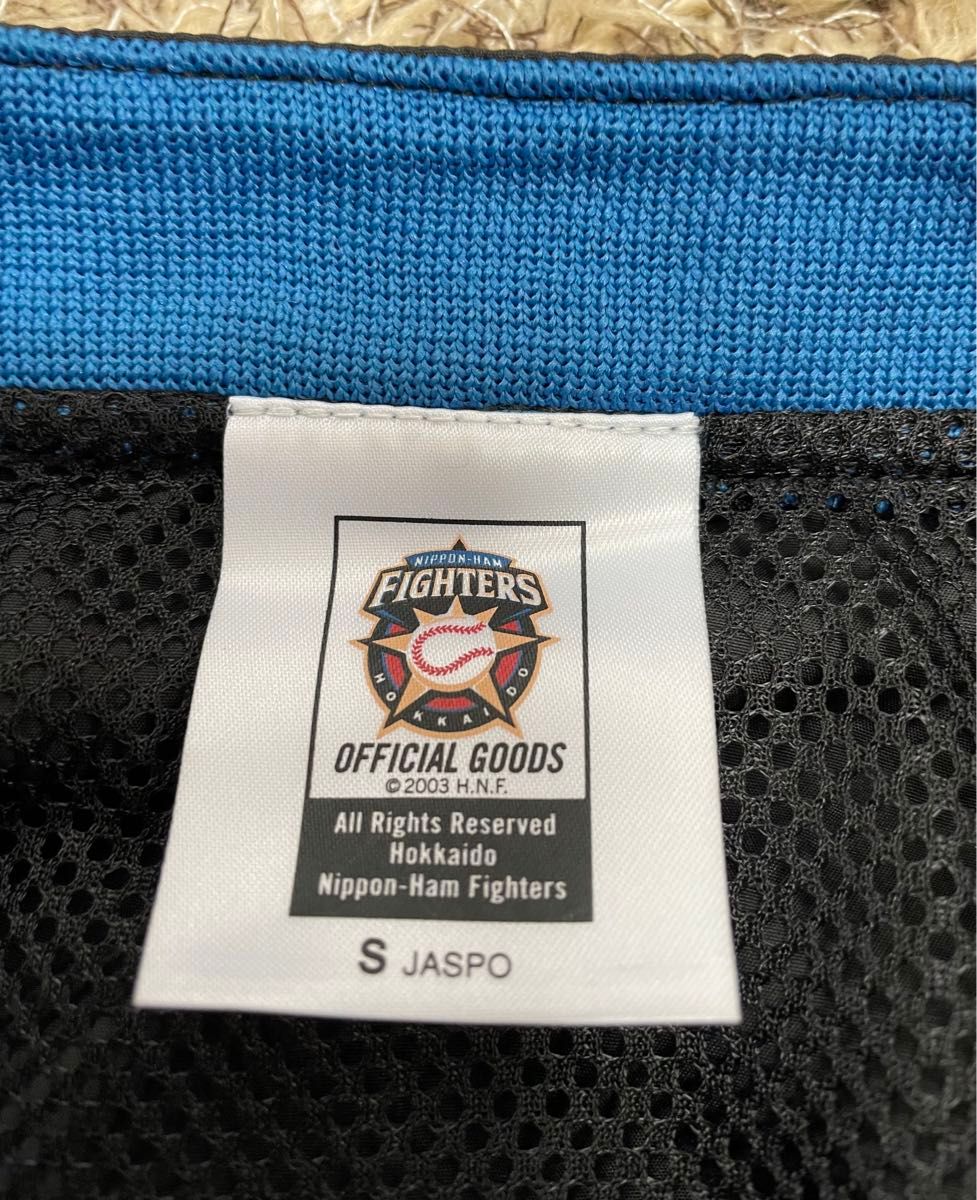 NIPPON-HAM
FIGHTERS
HOKKAIDO
OFFICIAL GOODS
©2003 H.N.F.
All Rights Reserved
Hokkaido
Nippon-Ham Fighters
S JASPO